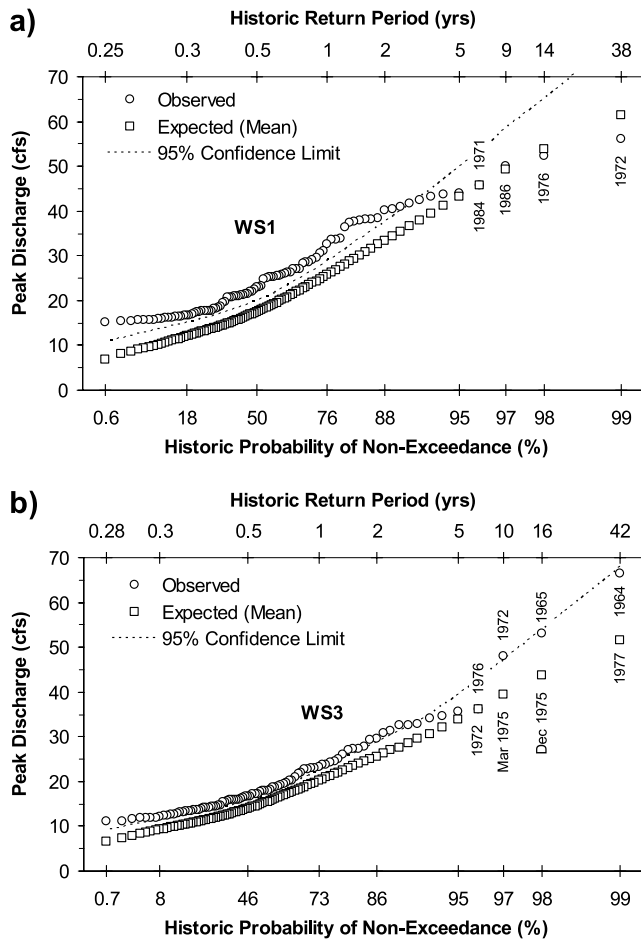 a)
Historic Return Period (yrs)
0.25 0.3 0.5 1 2 5 9 14 38
70
60
50
40
30
20
10
0
Peak Discharge (cfs)
Observed
Expected (Mean)
95% Confidence Limit
WS1
1971
1984
1986
1976
1972
0.6 18 50 76 88 95 97 98 99
Historic Probability of Non-Exceedance (%)
b)
Historic Return Period (yrs)
0.28 0.3 0.5 1 2 5 10 16 42
70
60
50
40
30
20
10
0
Peak Discharge (cfs)
Observed
Expected (Mean)
95% Confidence Limit
WS3
1976
1972
1972
Mar 1975
1965
Dec 1975
1964
1977
0.7 8 46 73 86 95 97 98 99
Historic Probability of Non-Exceedance (%)